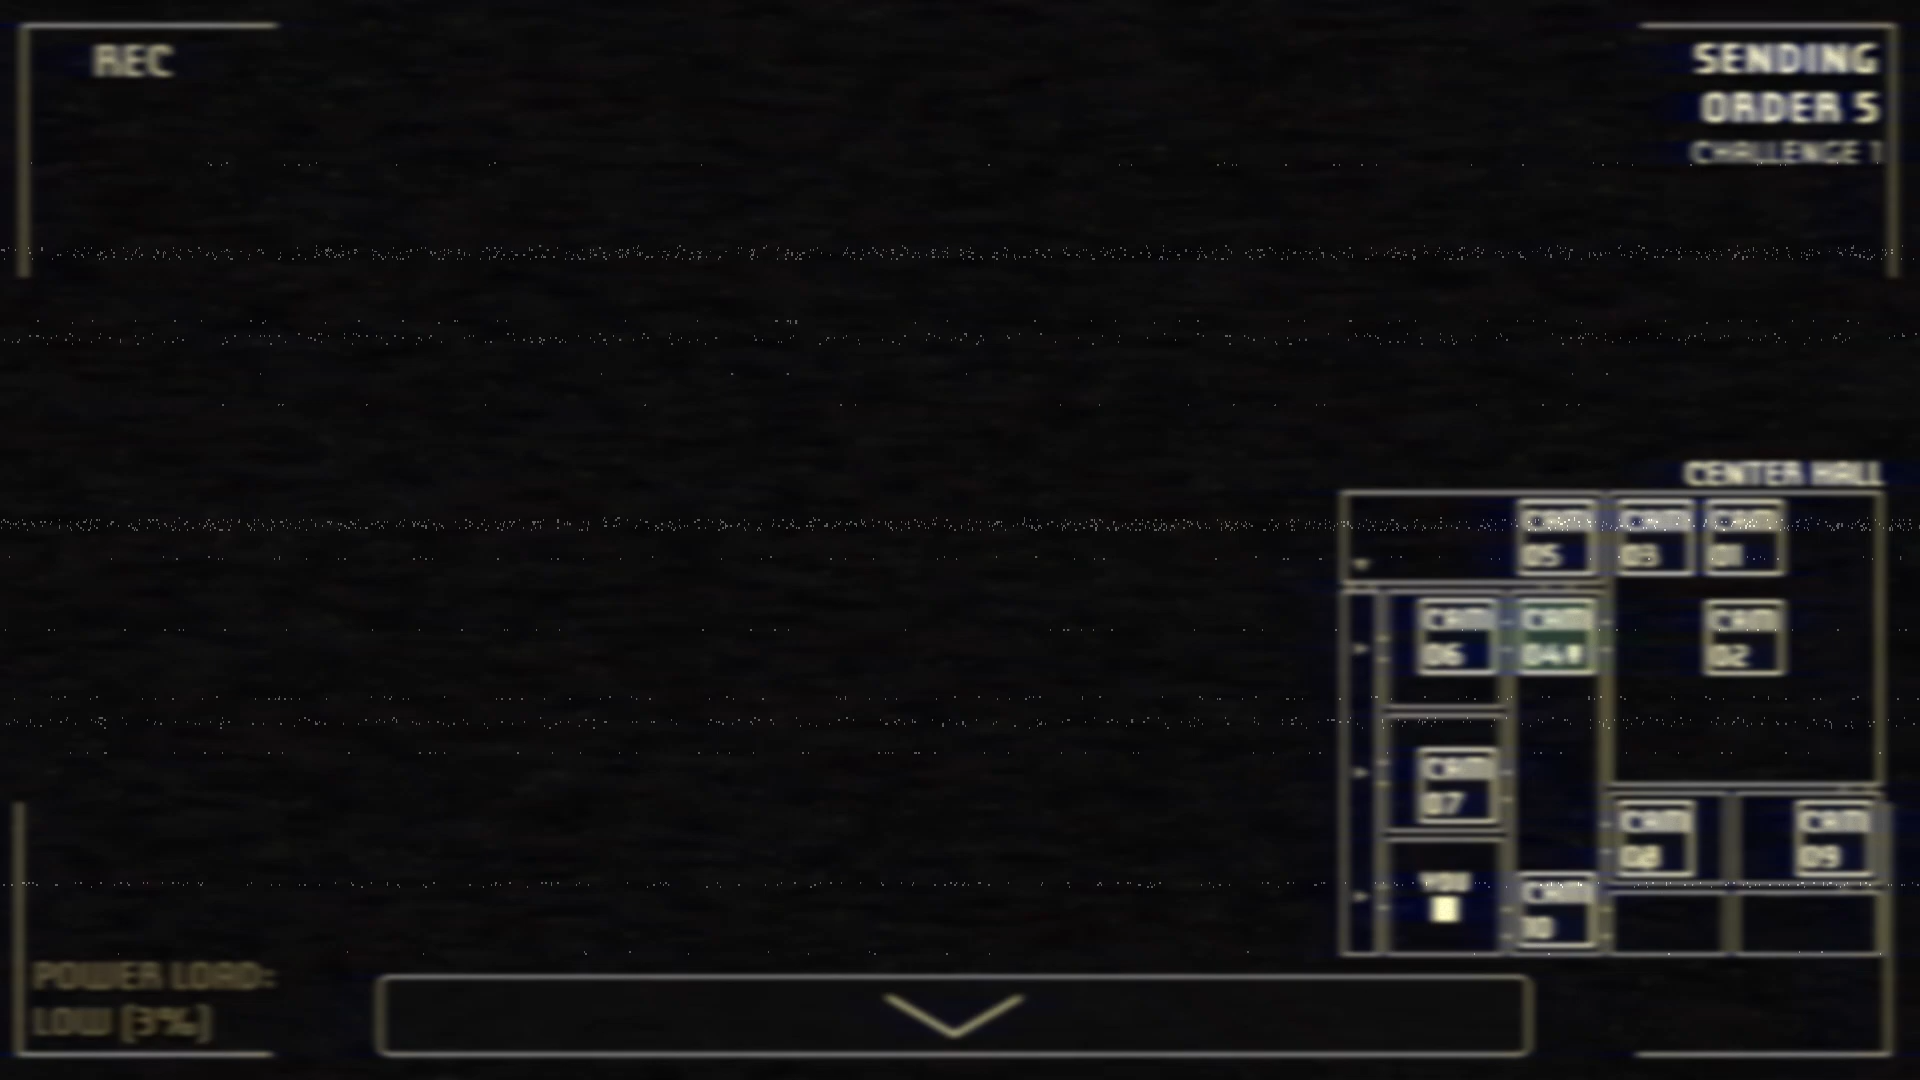 REC
SENDING
ORDER 5
CHALLENGE 1
CENTER HALL
CAM
05
CAM
03
CAM
01
CAM
06
CAM
04
CAM
02
CAM
07
CAM
08
CAM
09
YOU
CAM
10
POWER LOAD:
LOW (3%)